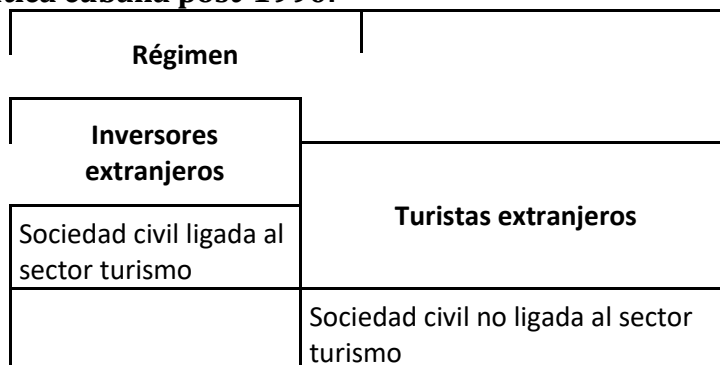 Régimen
Inversores
extranjeros
Turistas extranjeros
Sociedad civil ligada al
sector turismo
Sociedad civil no ligada al sector
turismo